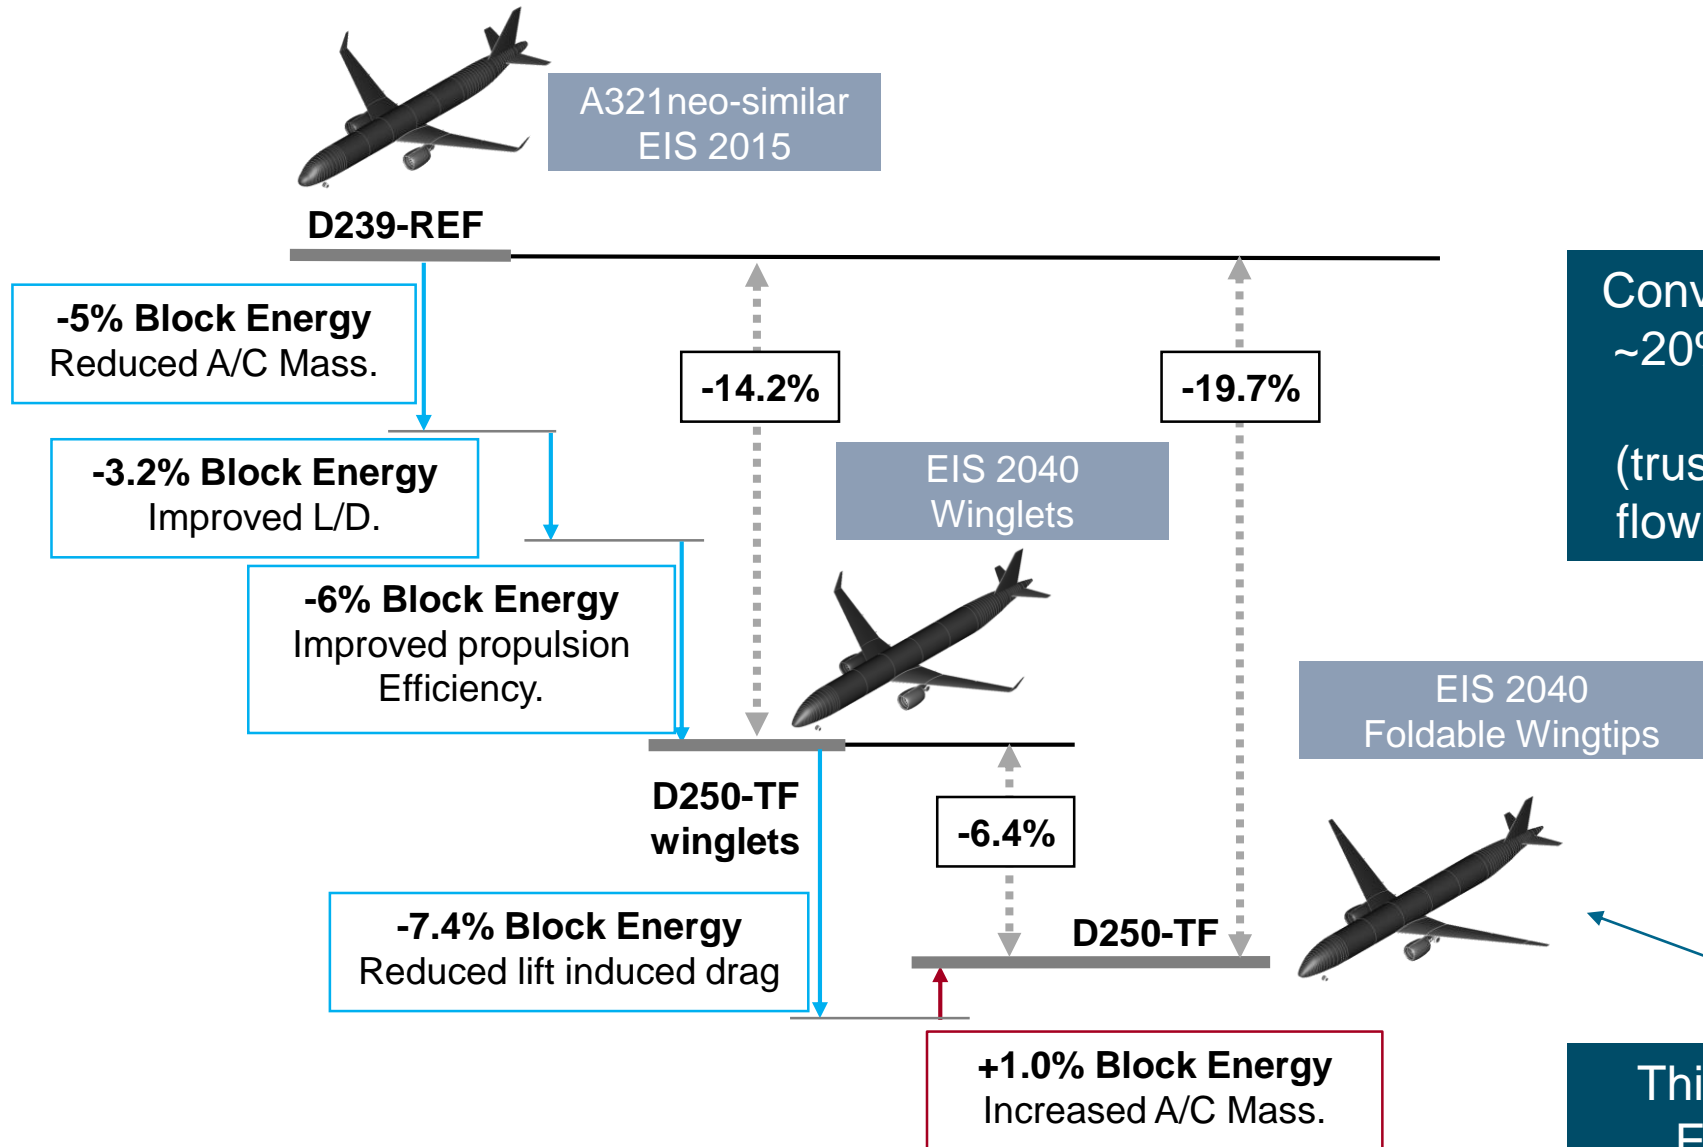 A321neo-similar
EIS 2015
D239-REF
-5% Block Energy
Reduced A/C Mass.
-14.2%
-19.7%
-3.2% Block Energy
Improved L/D.
EIS 2040
Winglets
-6% Block Energy
Improved propulsion
Efficiency.
EIS 2040
Foldable Wingtips
D250-TF
winglets
-6.4%
-7.4% Block Energy
Reduced lift induced drag
D250-TF
+1.0% Block Energy
Increased A/C Mass.